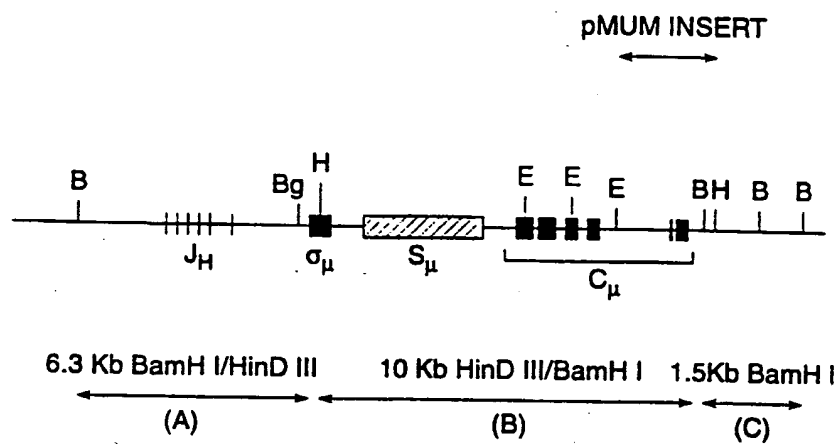 pMUM INSERT
B Bg H E E E B H B B
J_H σ_μ S_μ C_μ
6.3 Kb BamH I/HinD III 10 Kb HinD III/BamH I 1.5Kb BamH I
(A) (B) (C)